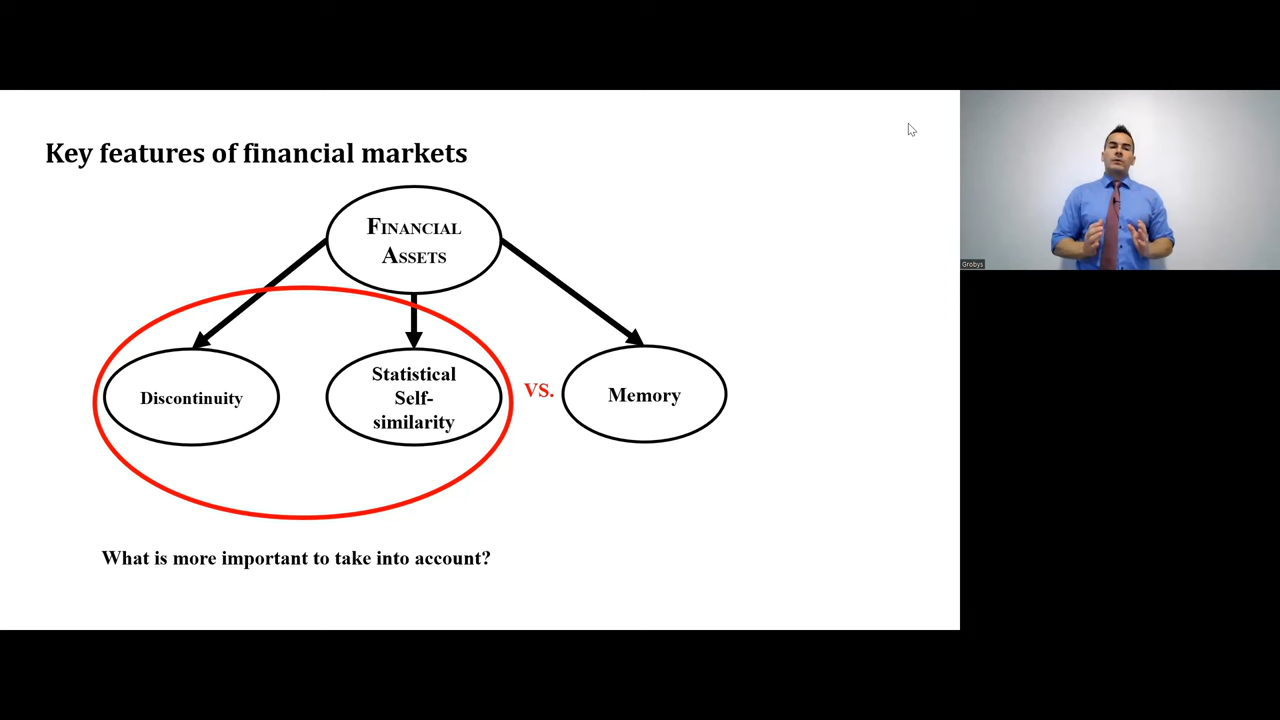 Key features of financial markets
Grobys
FINANCIAL
ASSETS
Discontinuity
Statistical
Self-
similarity
VS.
Memory
What is more important to take into account?